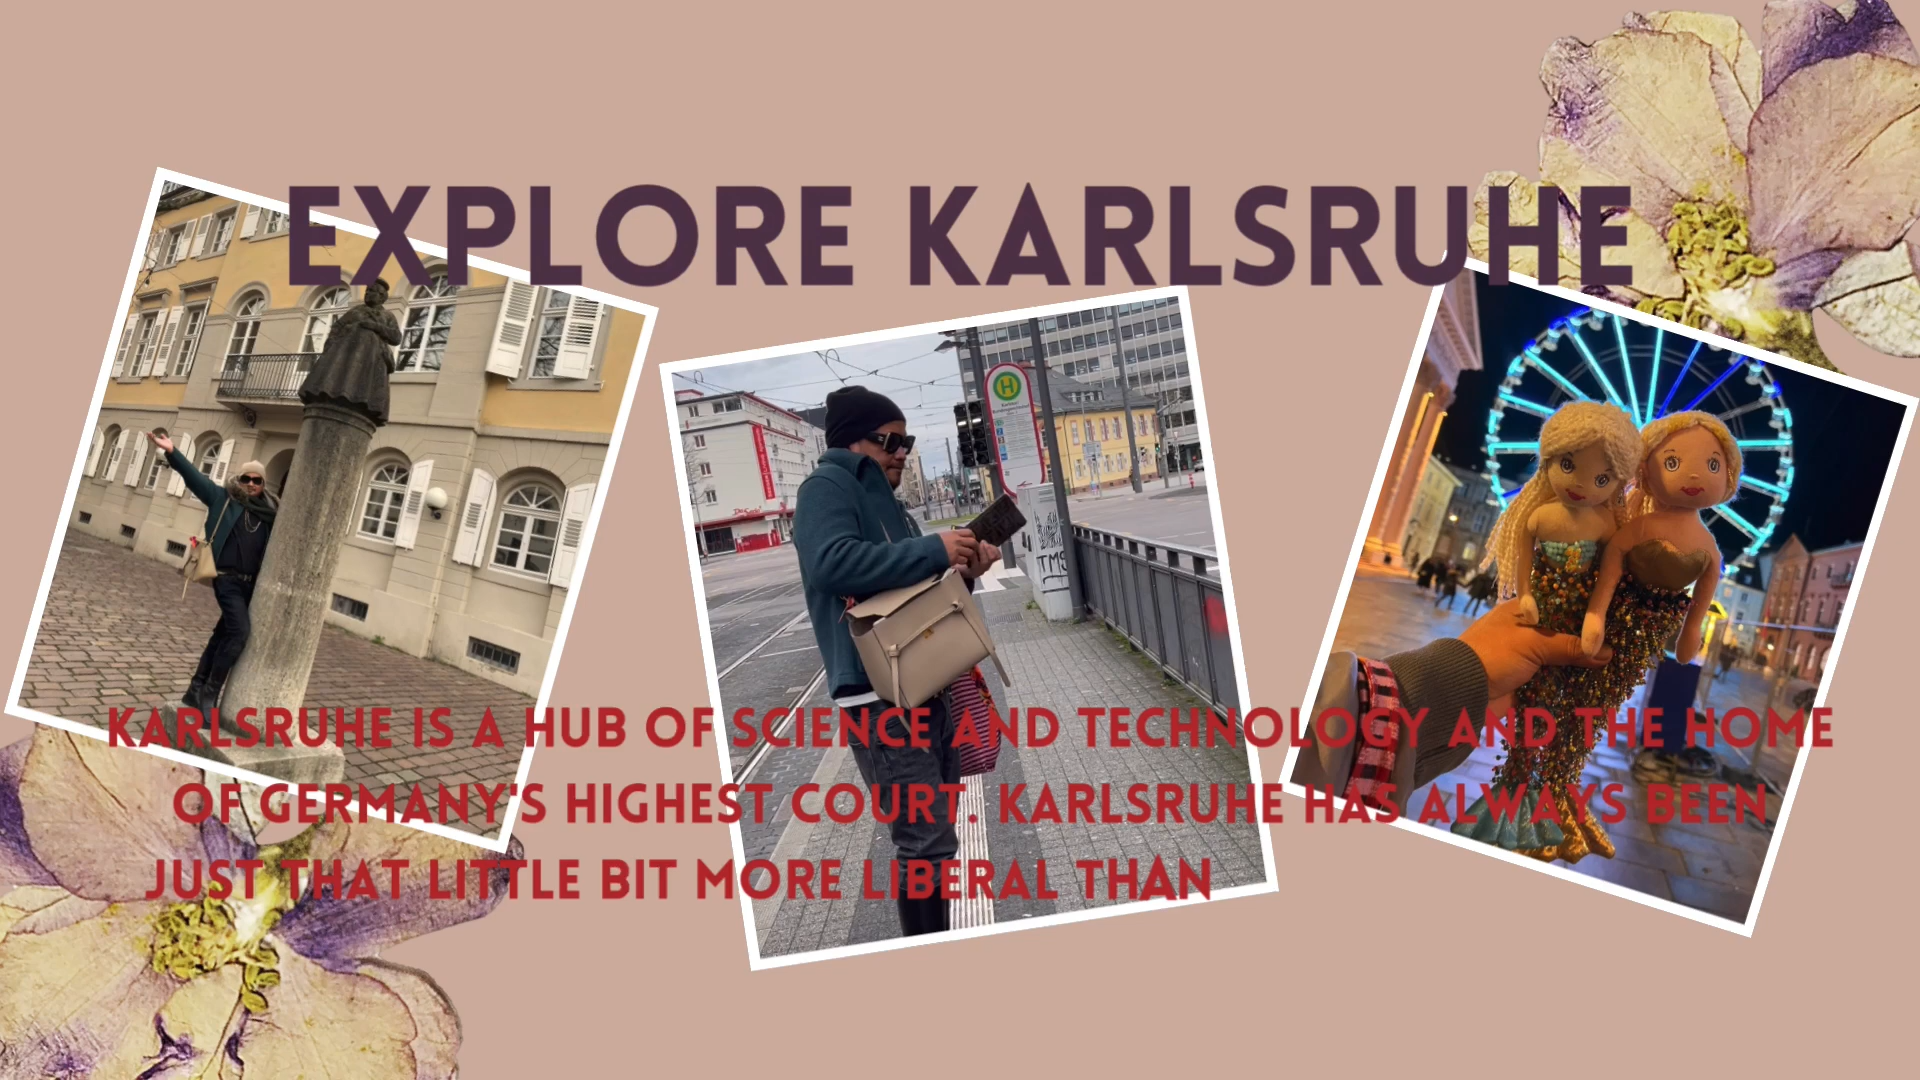 EXPLORE KARLSRUHE
H
TMS
KARLSRUHE IS A HUB OF SCIENCE AND TECHNOLOGY AND THE HOME
OF GERMANY'S HIGHEST COURT. KARLSRUHE HAS ALWAYS BEEN
JUST THAT LITTLE BIT MORE LIBERAL THAN